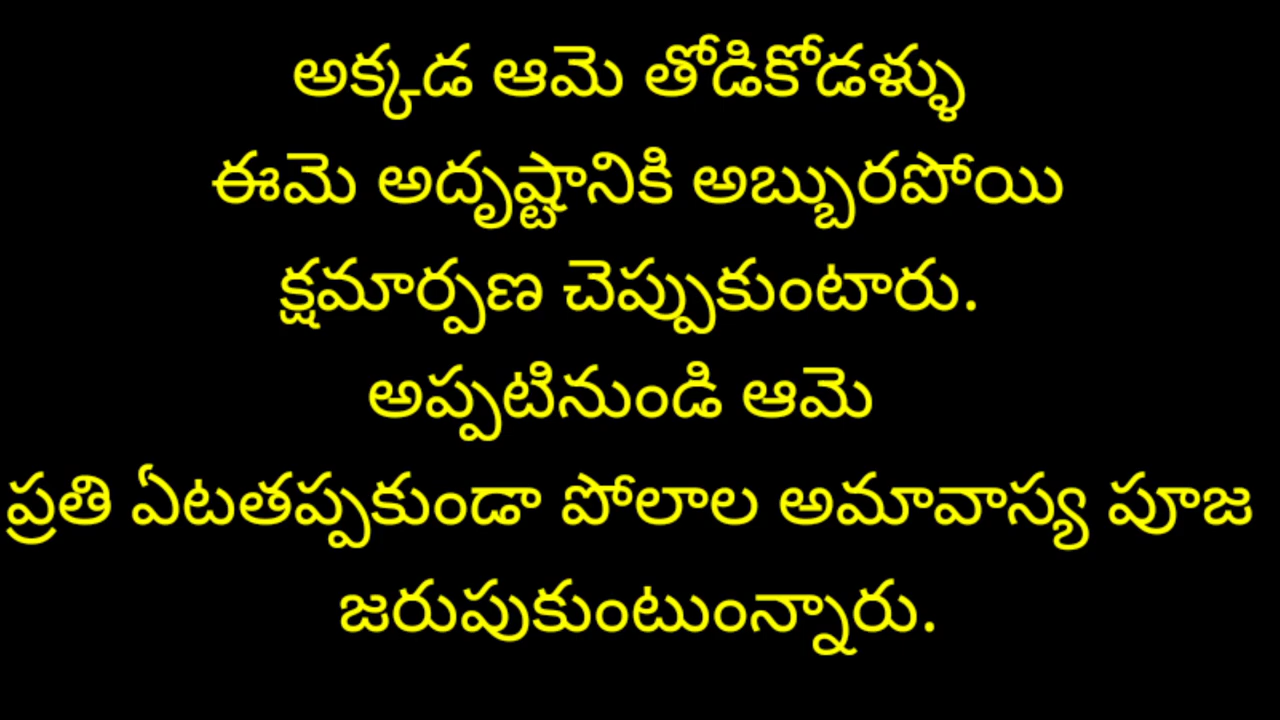 అక్కడ ఆమె తోడికోడళ్ళు
ఈమె అదృష్టానికి అబ్బురపోయి
క్షమార్పణ చెప్పుకుంటారు.
అప్పటినుండి ఆమె
ప్రతి ఏటతప్పకుండా పోలాల అమావాస్య పూజ
జరుపుకుంటుంన్నారు.